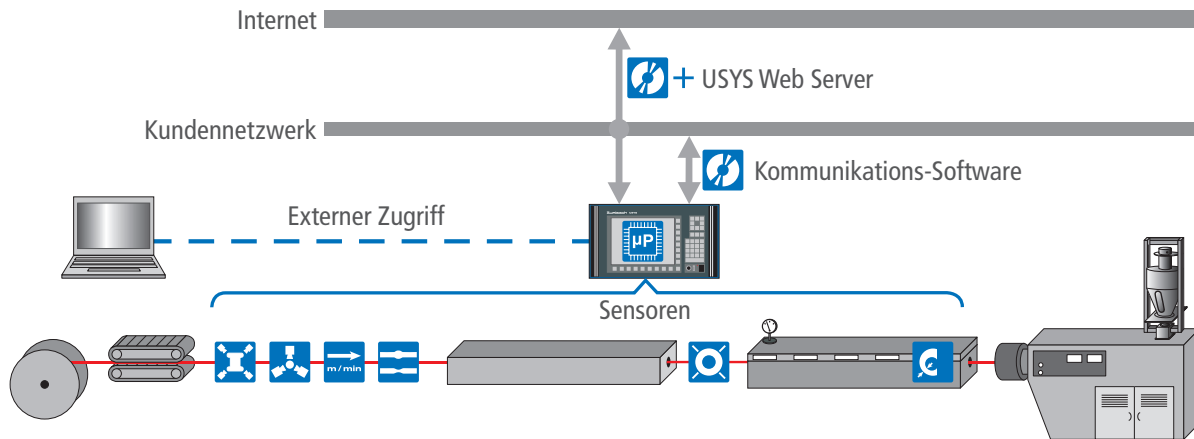 Internet
+ USYS Web Server
Kundennetzwerk
Kommunikations-Software
Externer Zugriff
µP
Sensoren
m/min